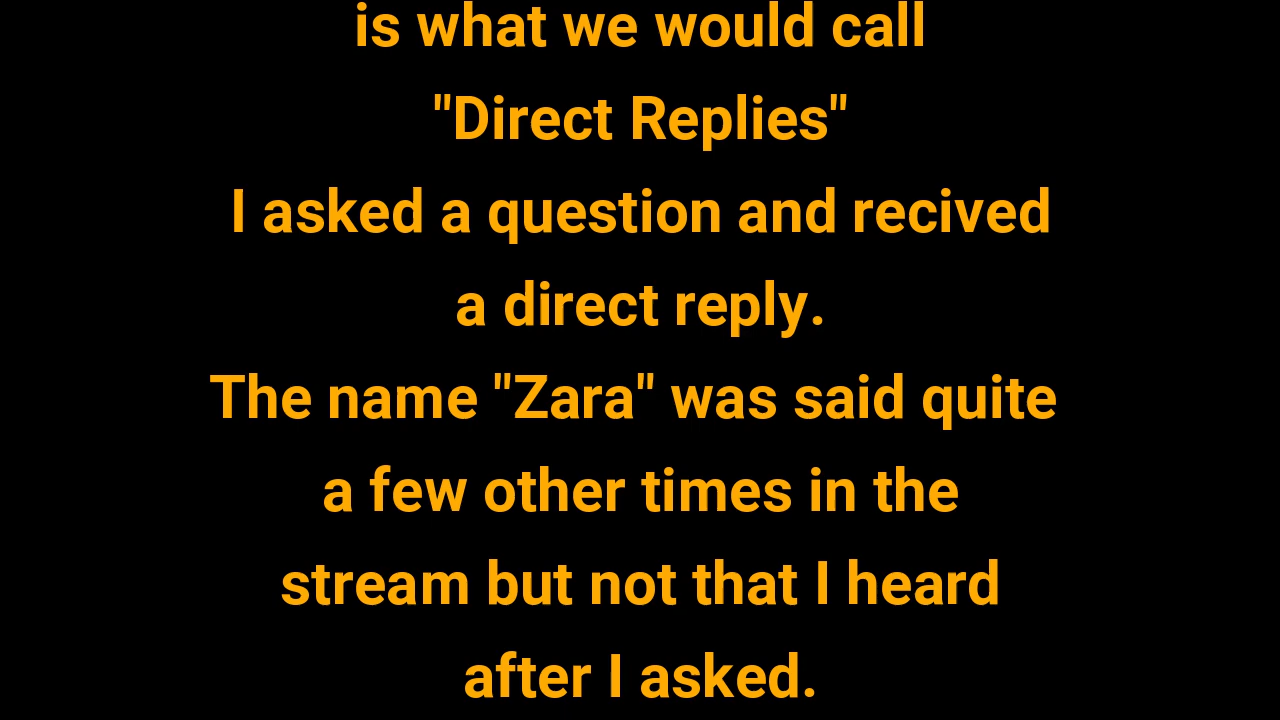 is what we would call
"Direct Replies"
I asked a question and recived
a direct reply.
The name "Zara" was said quite
a few other times in the
stream but not that I heard
after I asked.